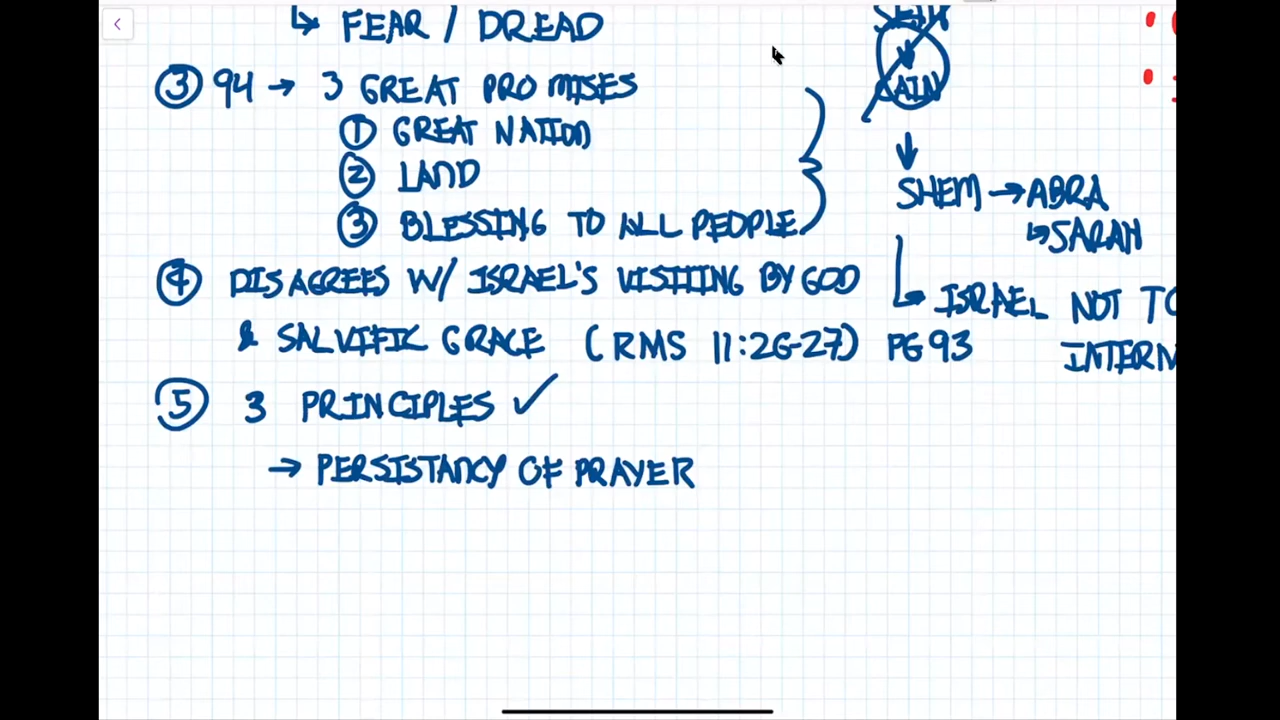 ↳ FEAR / DREAD
③ 94 → 3 GREAT PROMISES
① GREAT NATION
② LAND
③ BLESSING TO ALL PEOPLE
④ DISAGREES W/ ISRAEL'S VISITING BY GOD
& SALVIFIC GRACE (RMS 11:26-27) PG 93
⑤ 3 PRINCIPLES ✓
→ PERSISTANCY OF PRAYER
SETH
↓
CAIN
↓
SHEM → ABRA
↳ SARAH
↳ ISRAEL NOT TO
INTERM